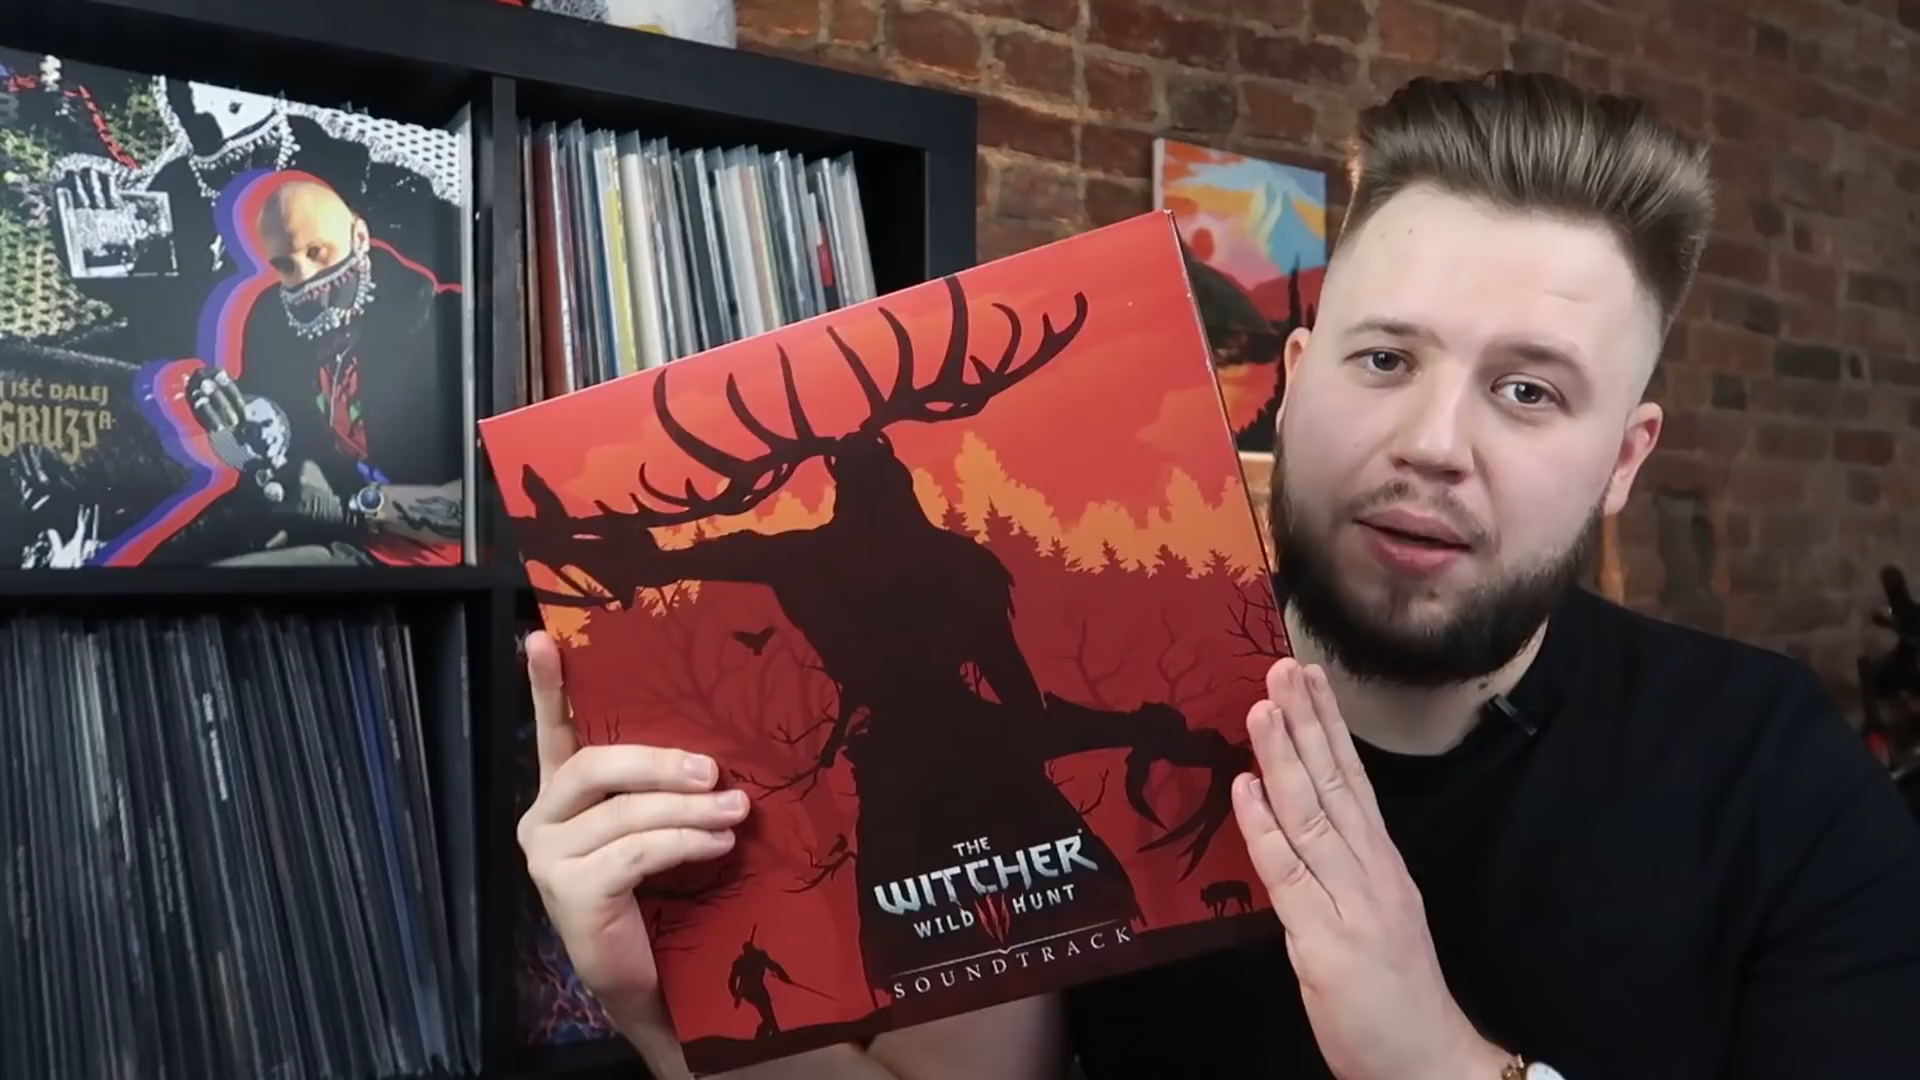 IŚĆ DALEJ
GRUZJA
THE
WITCHER
WILD HUNT
SOUNDTRACK